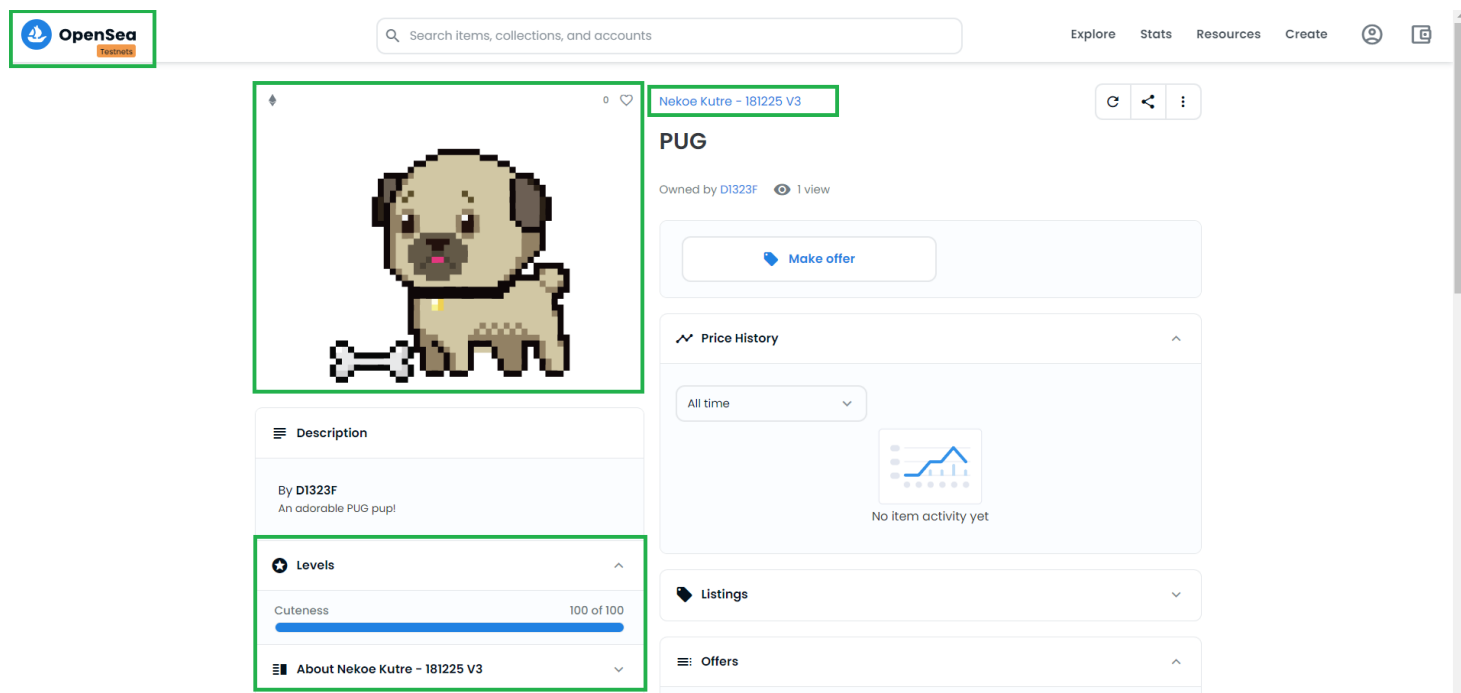 OpenSea
Testnets
Search items, collections, and accounts
Explore Stats Resources Create
0
Nekoe Kutre - 181225 V3
PUG
Owned by D1323F 1 view
Make offer
Price History
All time
No item activity yet
Description
By D1323F
An adorable PUG pup!
Levels
Cuteness 100 of 100
About Nekoe Kutre - 181225 V3
Listings
Offers